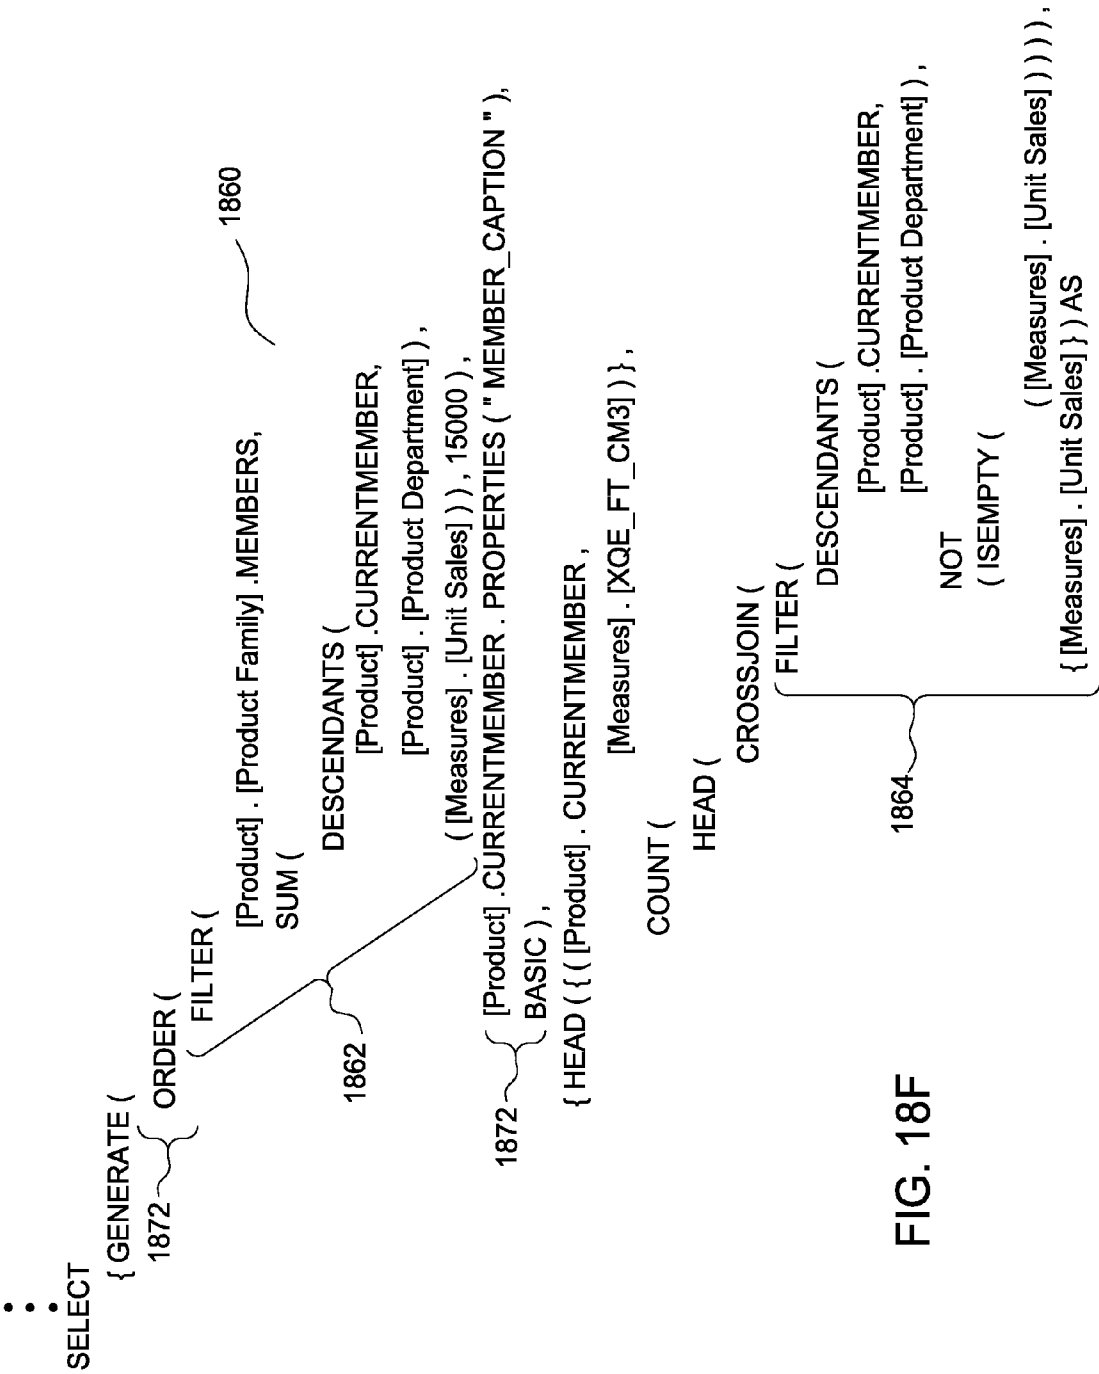 SELECT
{ GENERATE (
1872
ORDER (
FILTER (
1860
[Product] . [Product Family] .MEMBERS,
SUM (
DESCENDANTS (
[Product] .CURRENTMEMBER,
[Product] . [Product Department] ) ,
( [Measures] . [Unit Sales] ) ) , 15000 ) ,
1862
1872
[Product] .CURRENTMEMBER . PROPERTIES ( " MEMBER_CAPTION " ),
BASIC ) ,
{ HEAD ( { ( [Product] . CURRENTMEMBER ,
[Measures] . [XQE_FT_CM3] ) } ,
COUNT (
HEAD (
CROSSJOIN (
FILTER (
1864
DESCENDANTS (
[Product] .CURRENTMEMBER,
[Product] . [Product Department] ) ,
NOT
( ISEMPTY (
( [Measures] . [Unit Sales] ) ) ) ) ,
{ [Measures] . [Unit Sales] } ) AS
FIG. 18F